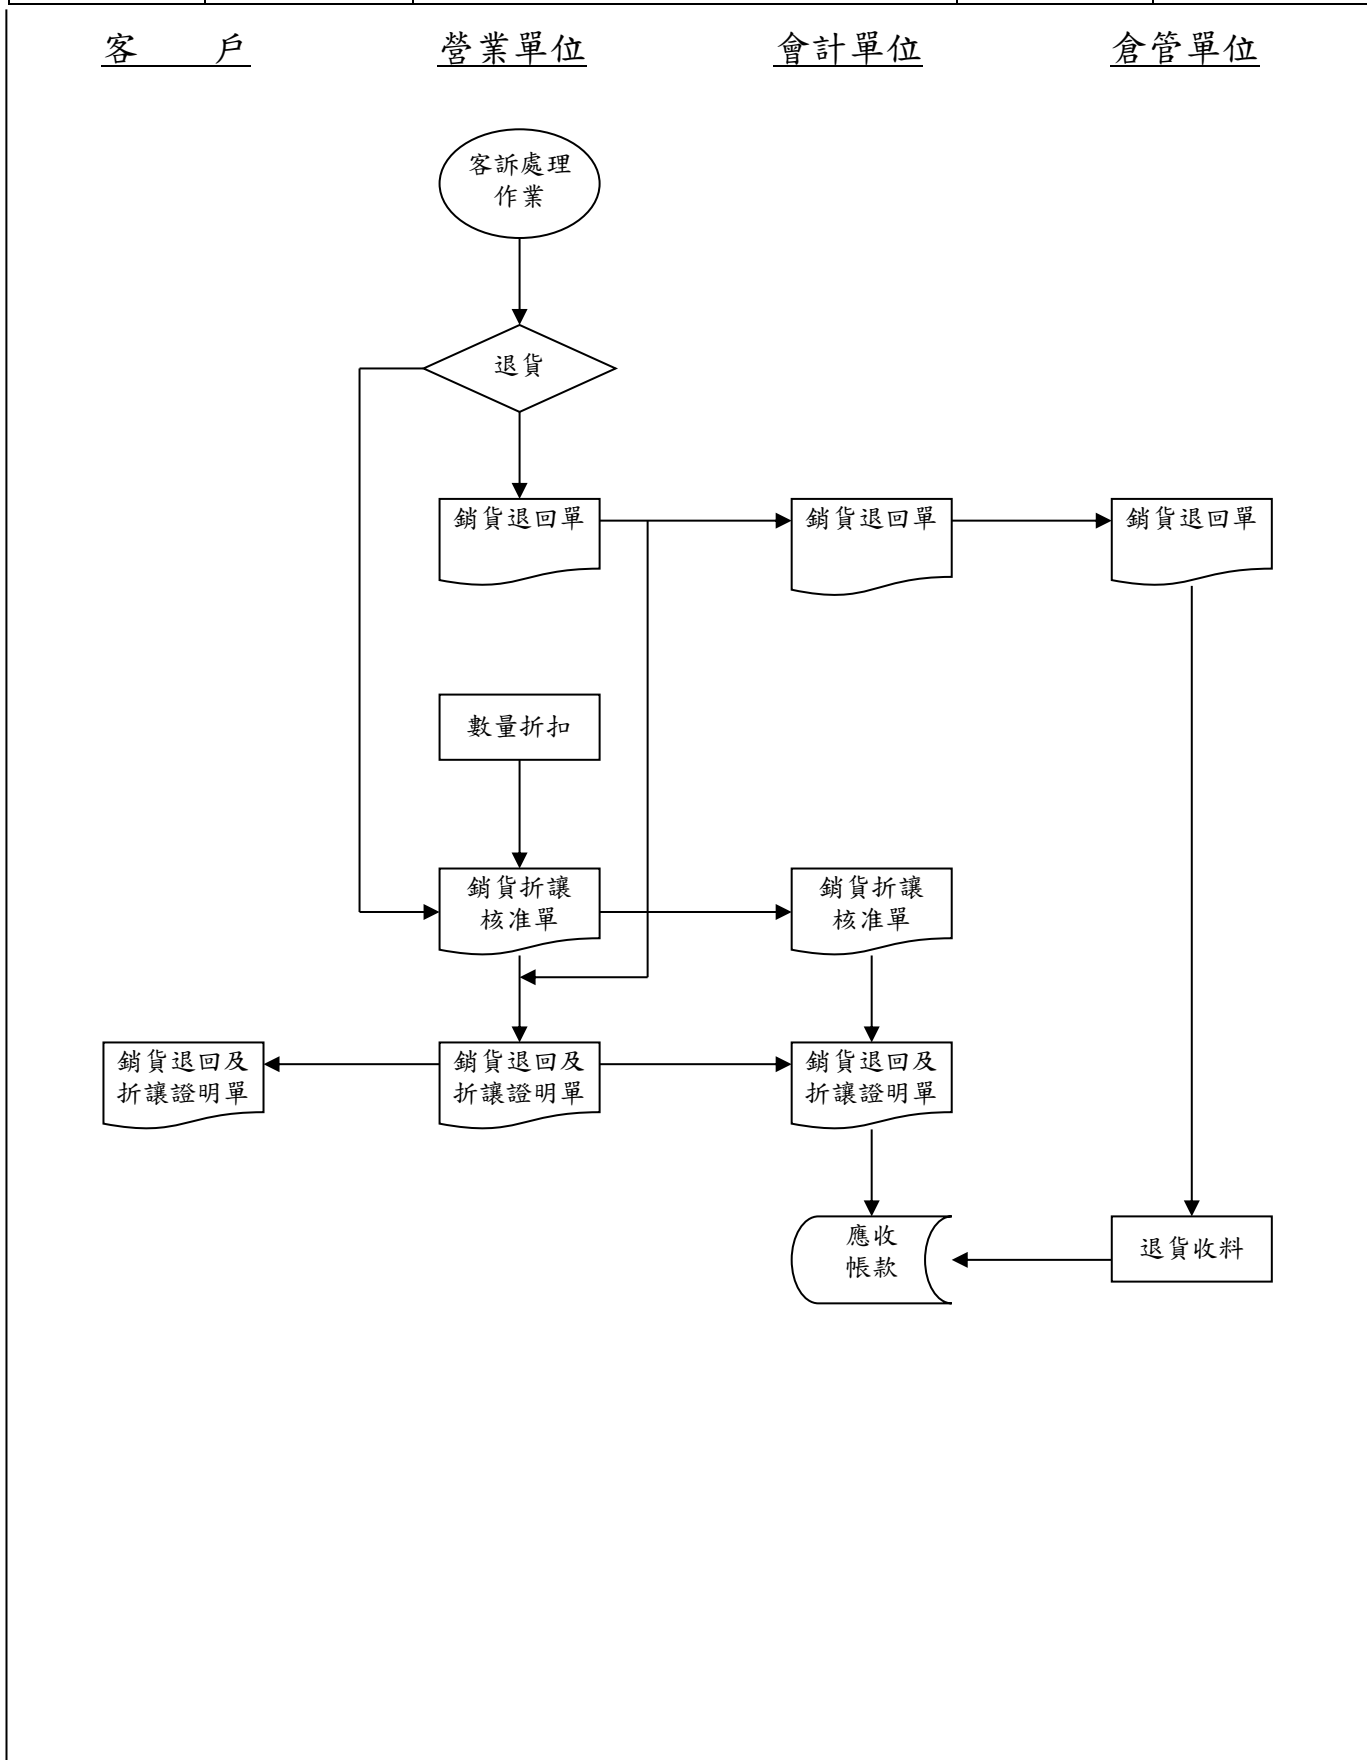 客 戶
營業單位
會計單位
倉管單位
客訴處理
作業
退貨
銷貨退回單
銷貨退回單
銷貨退回單
數量折扣
銷貨折讓
核准單
銷貨折讓
核准單
銷貨退回及
折讓證明單
銷貨退回及
折讓證明單
銷貨退回及
折讓證明單
應收
帳款
退貨收料